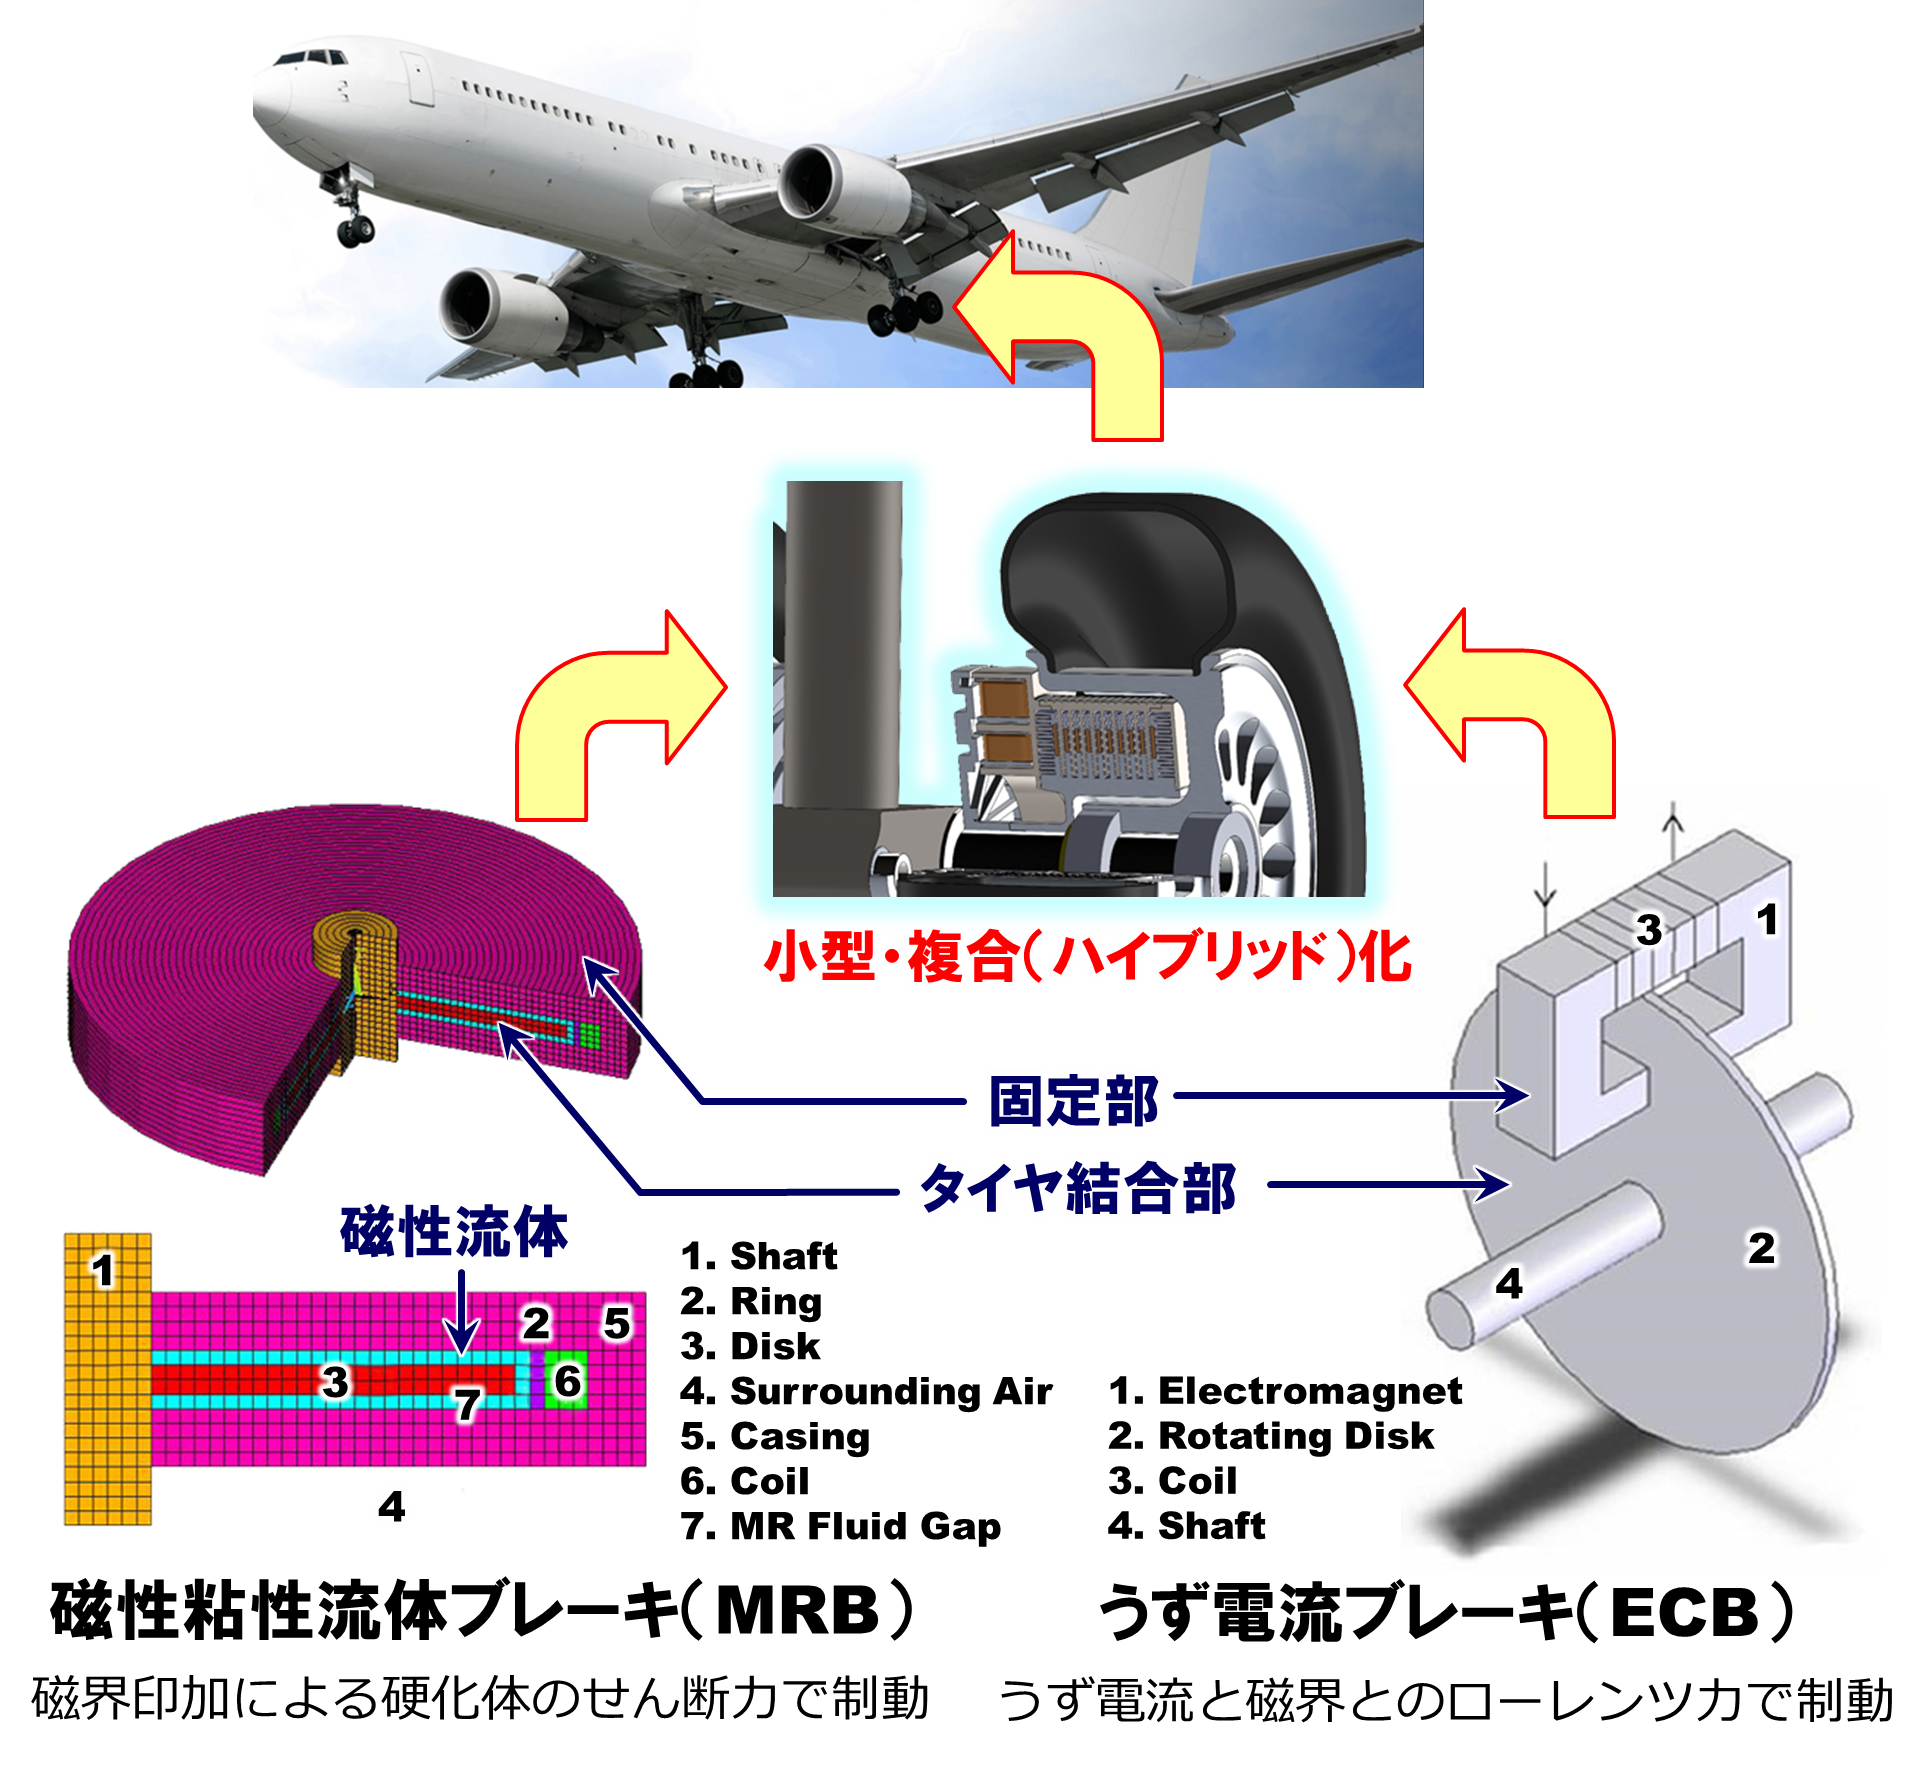 小型・複合(ハイブリッド)化
固定部
タイヤ結合部
磁性流体
1
2
3
4
5
6
7
1. Shaft
2. Ring
3. Disk
4. Surrounding Air
5. Casing
6. Coil
7. MR Fluid Gap
1
2
3
4
1. Electromagnet
2. Rotating Disk
3. Coil
4. Shaft
磁性粘性流体ブレーキ(MRB)
磁界印加による硬化体のせん断力で制動
うず電流ブレーキ(ECB)
うず電流と磁界とのローレンツ力で制動